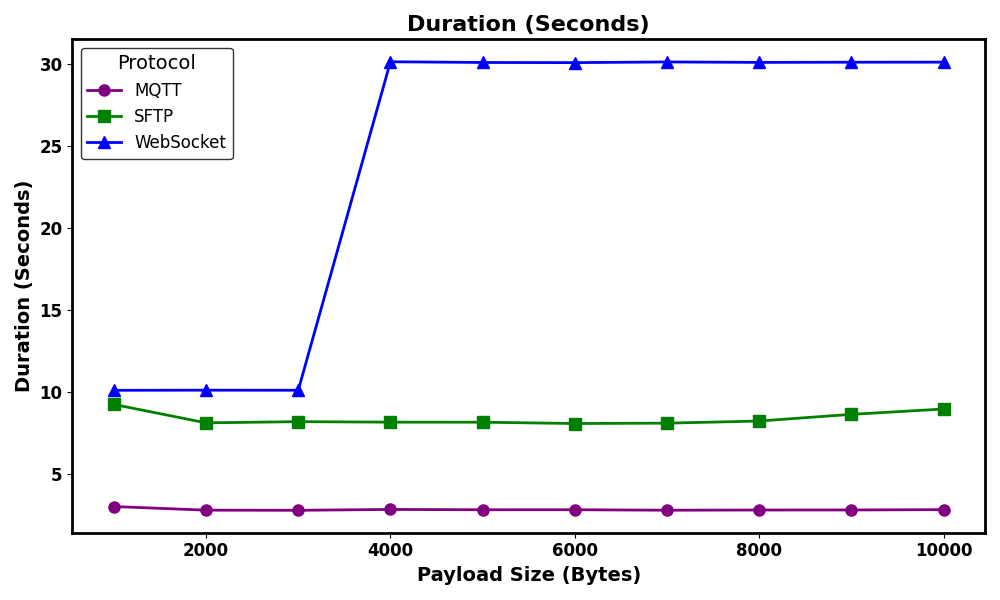 Duration (Seconds)
Protocol
MQTT
SFTP
WebSocket
Duration (Seconds)
30
25
20
15
10
5
2000 4000 6000 8000 10000
Payload Size (Bytes)